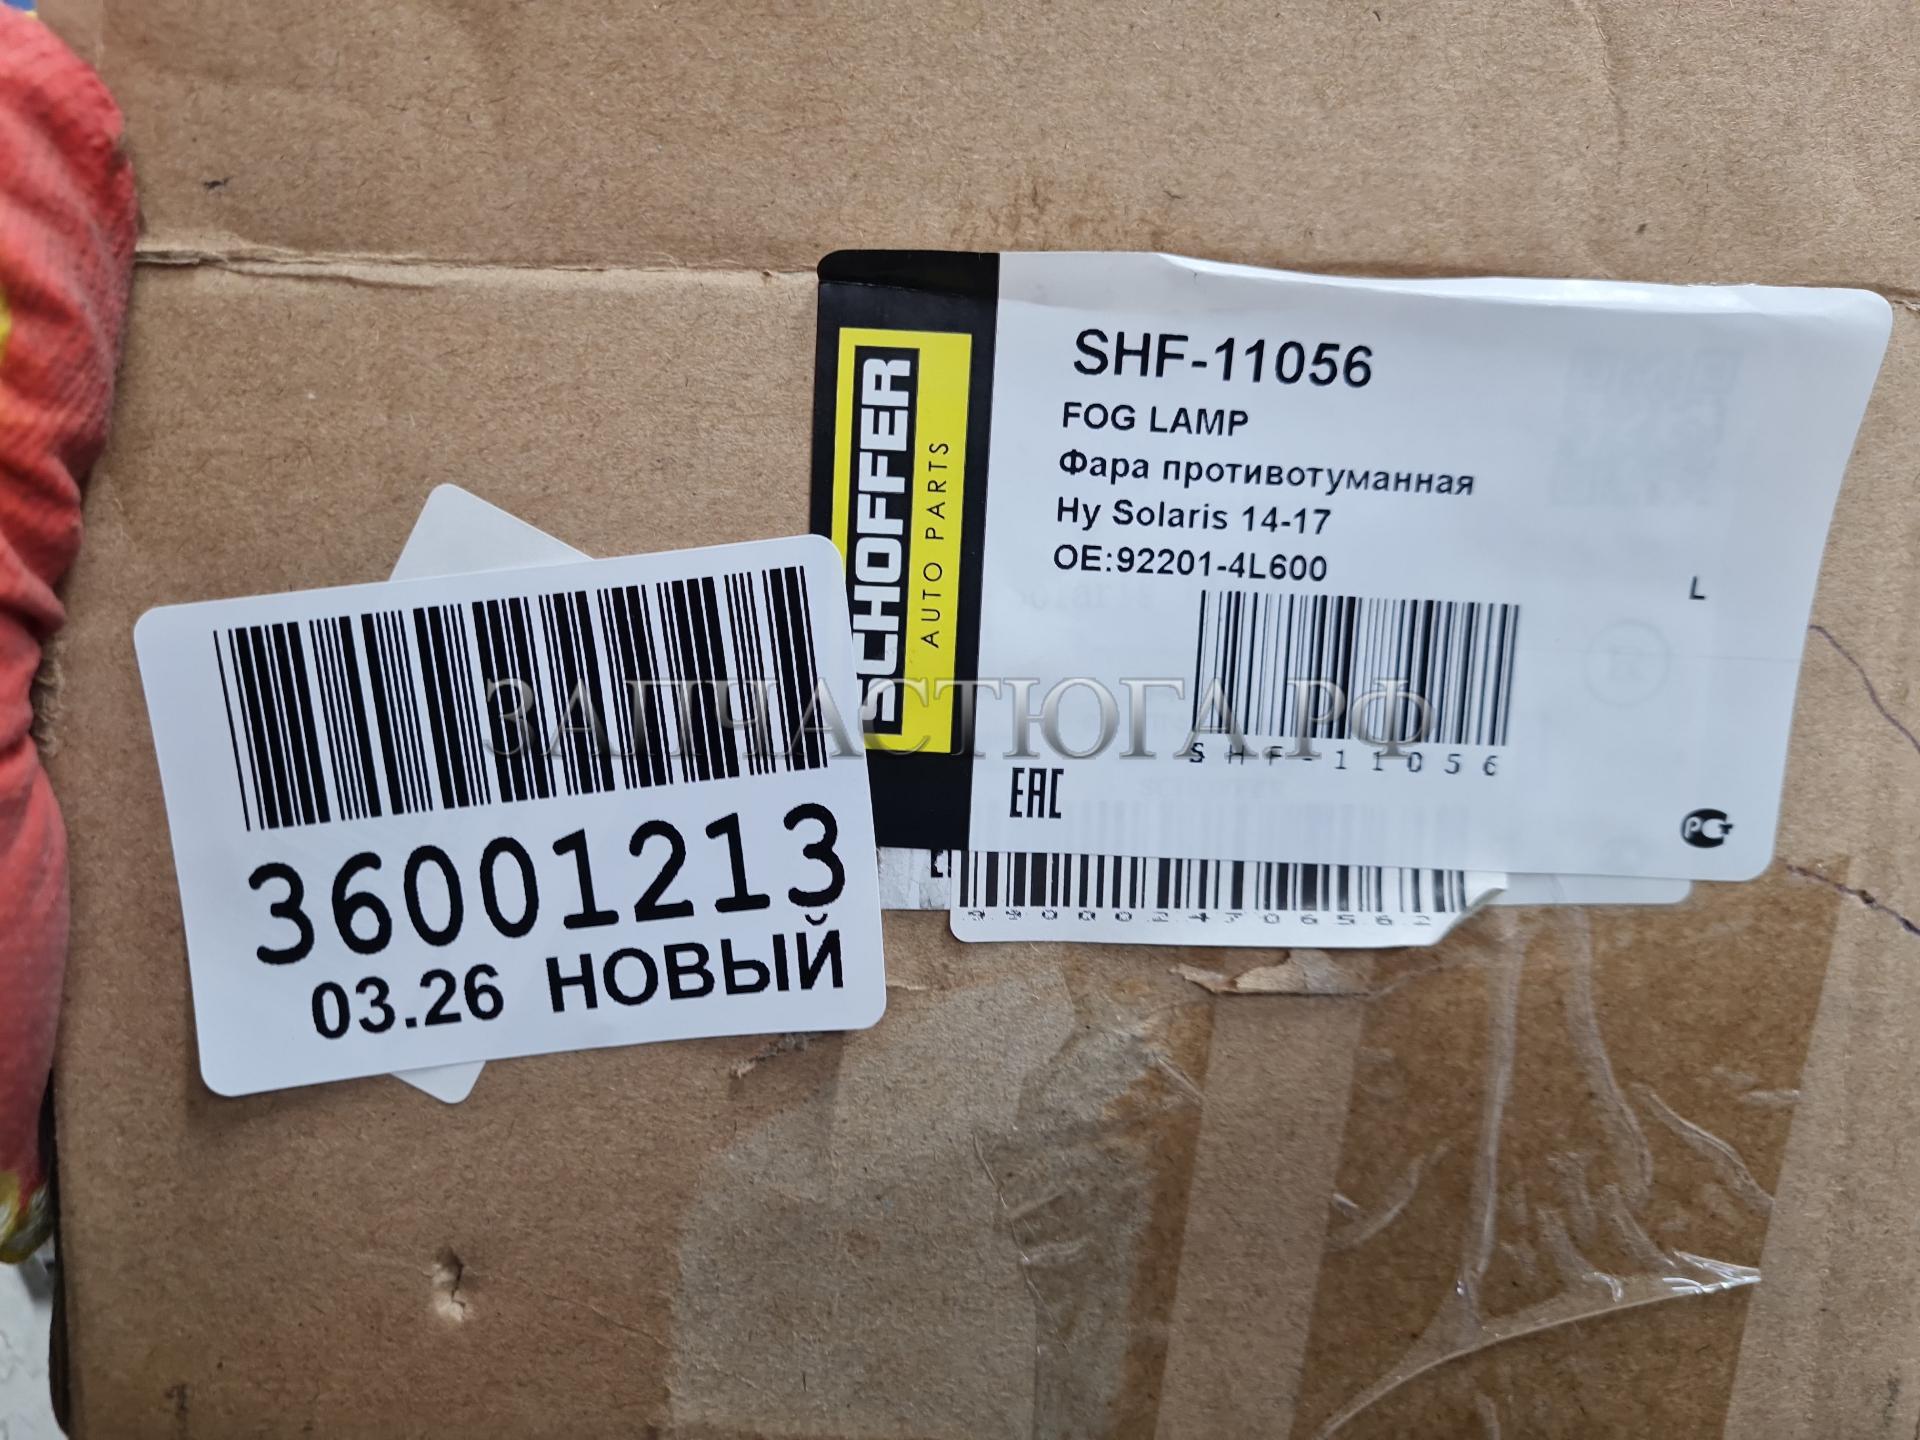 SHF-11056
FOG LAMP
Фара противотуманная
Hy Solaris 14-17
OE:92201-4L600
L
SHF-11056
EAC
РСТ
SCHOFFER
AUTO PARTS
ЗАПЧАСТЮГА.РФ
36001213
03.26 НОВЫЙ